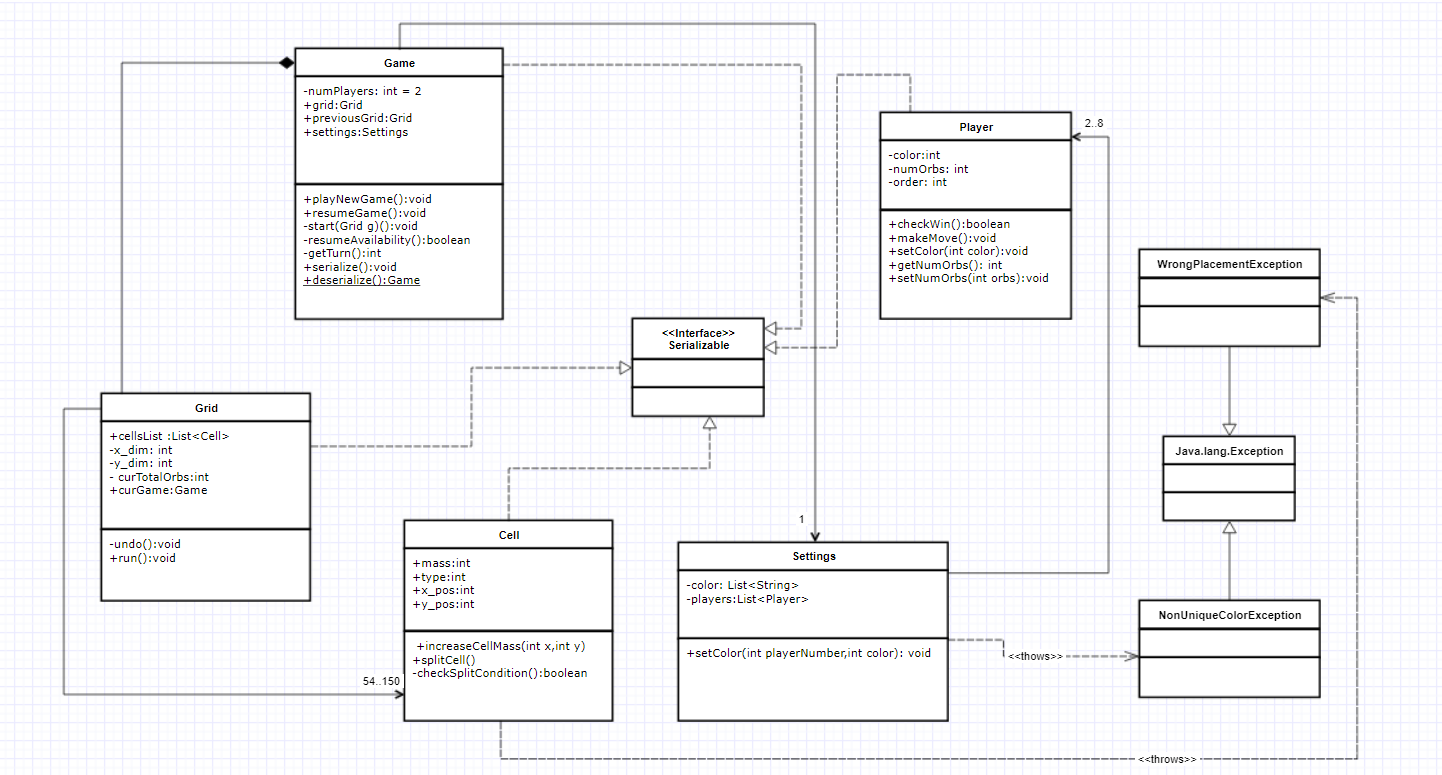 Game
-numPlayers: int = 2
+grid:Grid
+previousGrid:Grid
+settings:Settings
+playNewGame():void
+resumeGame():void
-start(Grid g)():void
-resumeAvailability():boolean
-getTurn():int
+serialize():void
+deserialize():Game
Player
2..8
-color:int
-numOrbs: int
-order: int
+checkWin():boolean
+makeMove():void
+setColor(int color):void
+getNumOrbs(): int
+setNumOrbs(int orbs):void
WrongPlacementException
<<Interface>>
Serializable
Grid
+cellsList :List<Cell>
-x_dim: int
-y_dim: int
- curTotalOrbs:int
+curGame:Game
-undo():void
+run():void
Java.lang.Exception
Cell
+mass:int
+type:int
+x_pos:int
+y_pos:int
+increaseCellMass(int x,int y)
+splitCell()
-checkSplitCondition():boolean
54..150
1
Settings
-color: List<String>
-players:List<Player>
+setColor(int playerNumber,int color): void
<<throws>>
NonUniqueColorException
<<throws>>